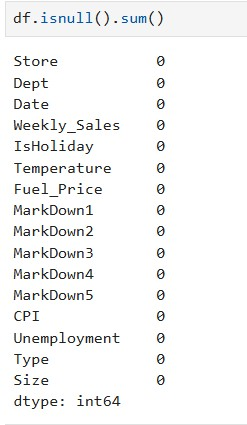 df.isnull().sum()
Store 0
Dept 0
Date 0
Weekly_Sales 0
IsHoliday 0
Temperature 0
Fuel_Price 0
MarkDown1 0
MarkDown2 0
MarkDown3 0
MarkDown4 0
MarkDown5 0
CPI 0
Unemployment 0
Type 0
Size 0
dtype: int64